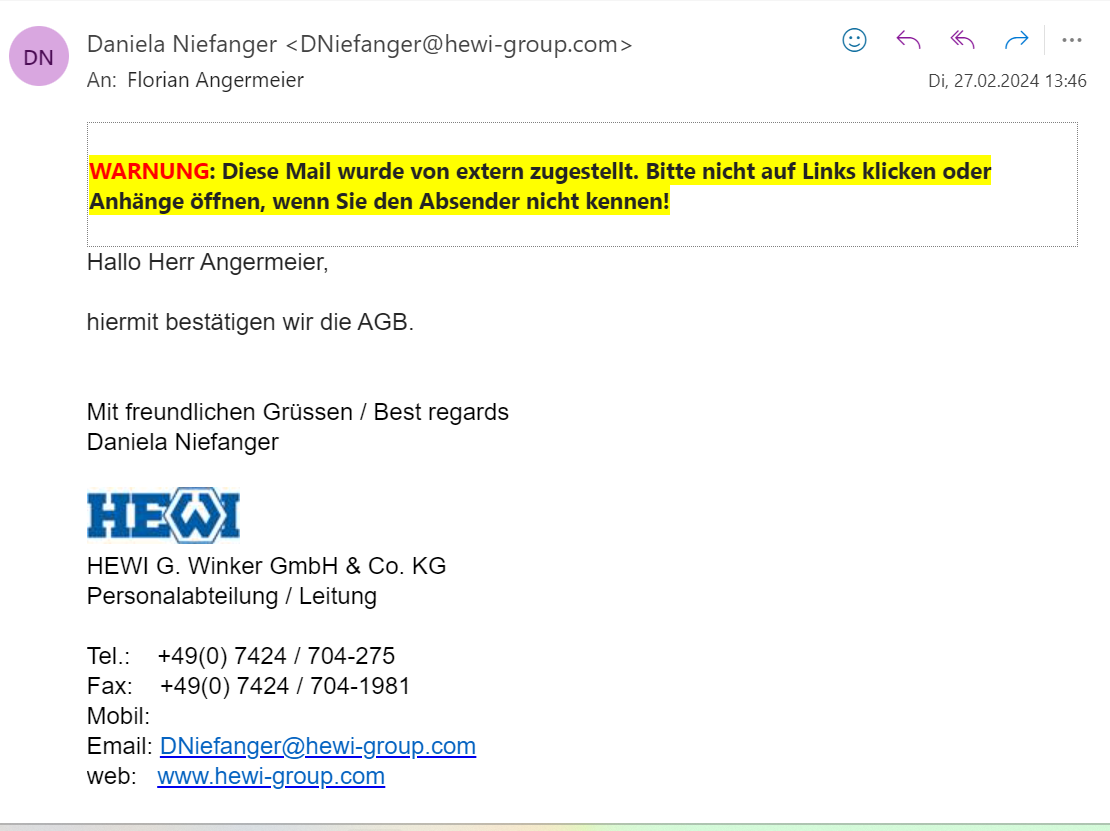 DN
Daniela Niefanger <DNiefanger@hewi-group.com>
An: Florian Angermeier
Di, 27.02.2024 13:46
WARNUNG: Diese Mail wurde von extern zugestellt. Bitte nicht auf Links klicken oder
Anhänge öffnen, wenn Sie den Absender nicht kennen!
Hallo Herr Angermeier,
hiermit bestätigen wir die AGB.
Mit freundlichen Grüssen / Best regards
Daniela Niefanger
HEWI
HEWI G. Winker GmbH & Co. KG
Personalabteilung / Leitung
Tel.: +49(0) 7424 / 704-275
Fax: +49(0) 7424 / 704-1981
Mobil:
Email: DNiefanger@hewi-group.com
web: www.hewi-group.com